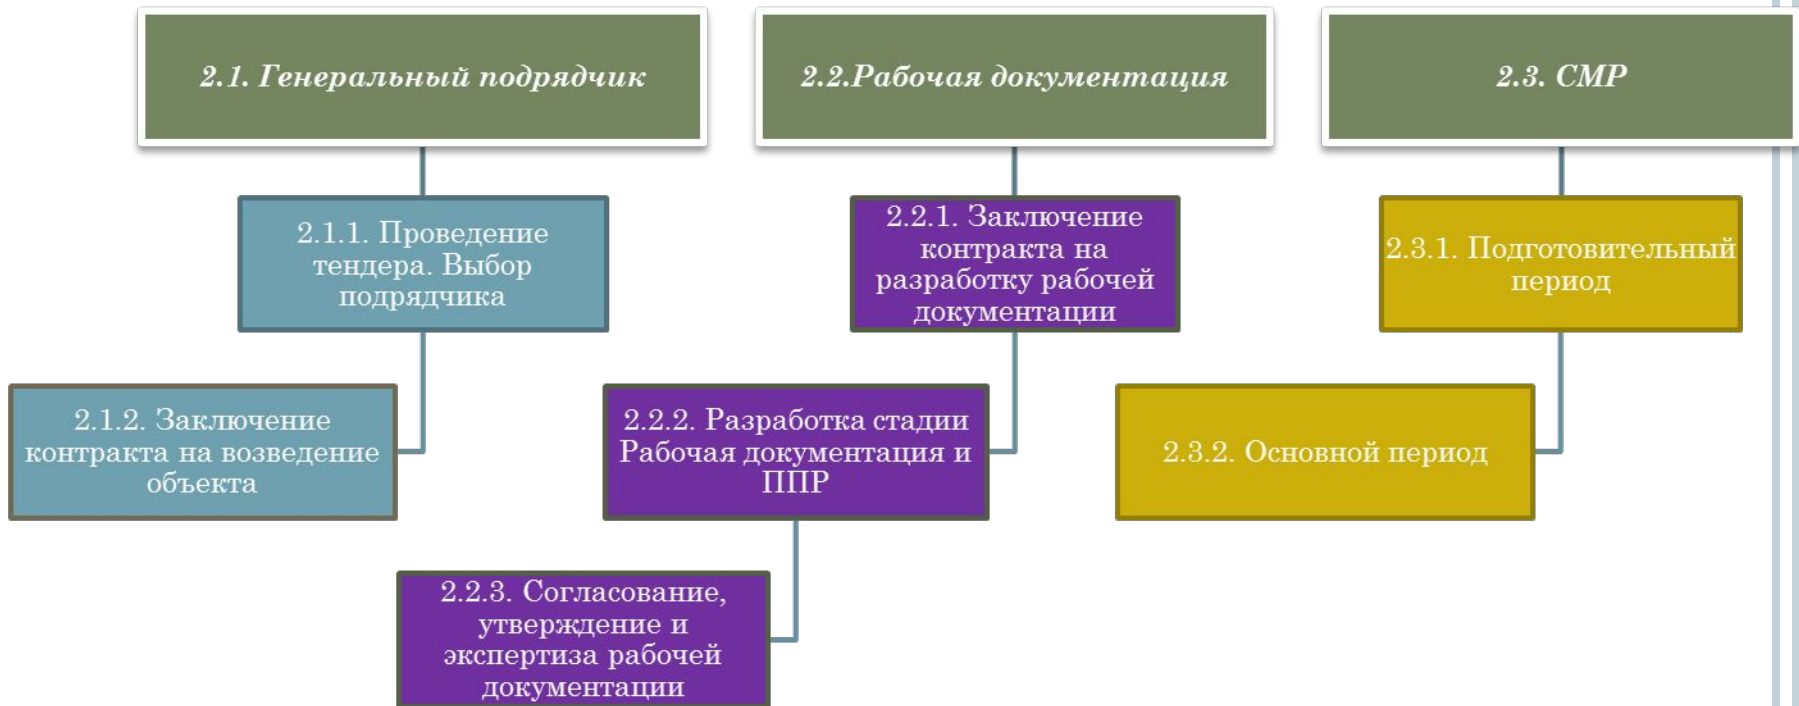 2.1. Генеральный подрядчик
2.2.Рабочая документация
2.3. СМР
2.1.1. Проведение
тендера. Выбор
подрядчика
2.2.1. Заключение
контракта на
разработку рабочей
документации
2.3.1. Подготовительный
период
2.1.2. Заключение
контракта на возведение
объекта
2.2.2. Разработка стадии
Рабочая документация и
ППР
2.3.2. Основной период
2.2.3. Согласование,
утверждение и
экспертиза рабочей
документации